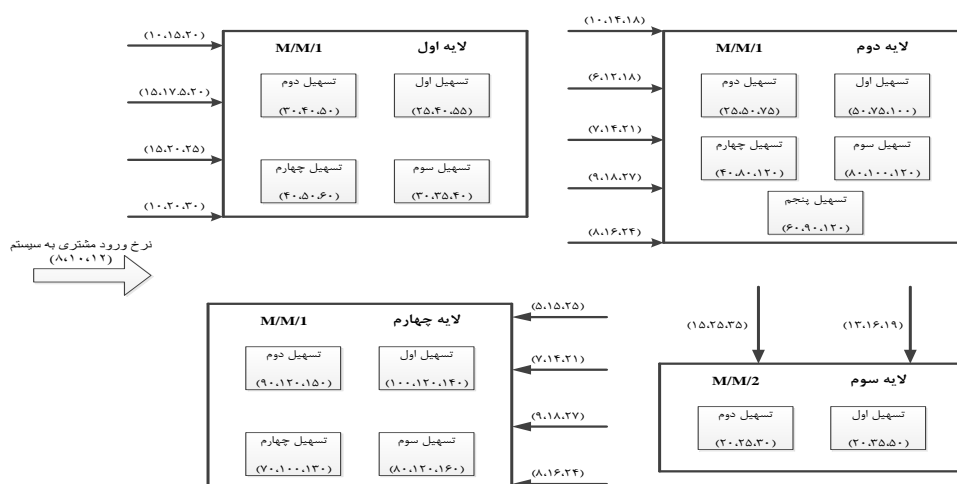 (۱۰،۱۵،۲۰)
(۱۵،۱۷.۵،۲۰)
(۱۵،۲۰،۲۵)
(۱۰،۲۰،۳۰)
لایه اول M/M/1
تسهیل اول
(۲۵،۴۰،۵۵)
تسهیل دوم
(۳۰،۴۰،۵۰)
تسهیل سوم
(۳۰،۳۵،۴۰)
تسهیل چهارم
(۴۰،۵۰،۶۰)
(۱۰،۱۴،۱۸)
(۶،۱۲،۱۸)
(۷،۱۴،۲۱)
(۹،۱۸،۲۷)
(۸،۱۶،۲۴)
لایه دوم M/M/1
تسهیل اول
(۵۰،۷۵،۱۰۰)
تسهیل دوم
(۲۵،۵۰،۷۵)
تسهیل سوم
(۸۰،۱۰۰،۱۲۰)
تسهیل چهارم
(۴۰،۸۰،۱۲۰)
تسهیل پنجم
(۶۰،۹۰،۱۲۰)
نرخ ورود مشتری به سیستم
(۸،۱۰،۱۲)
(۱۵،۲۵،۳۵)
(۱۳،۱۶،۱۹)
لایه سوم M/M/2
تسهیل اول
(۲۰،۳۵،۵۰)
تسهیل دوم
(۲۰،۲۵،۳۰)
(۵،۱۵،۲۵)
(۷،۱۴،۲۱)
(۹،۱۸،۲۷)
(۸،۱۶،۲۴)
لایه چهارم M/M/1
تسهیل اول
(۱۰۰،۱۲۰،۱۴۰)
تسهیل دوم
(۹۰،۱۲۰،۱۵۰)
تسهیل سوم
(۸۰،۱۲۰،۱۶۰)
تسهیل چهارم
(۷۰،۱۰۰،۱۳۰)